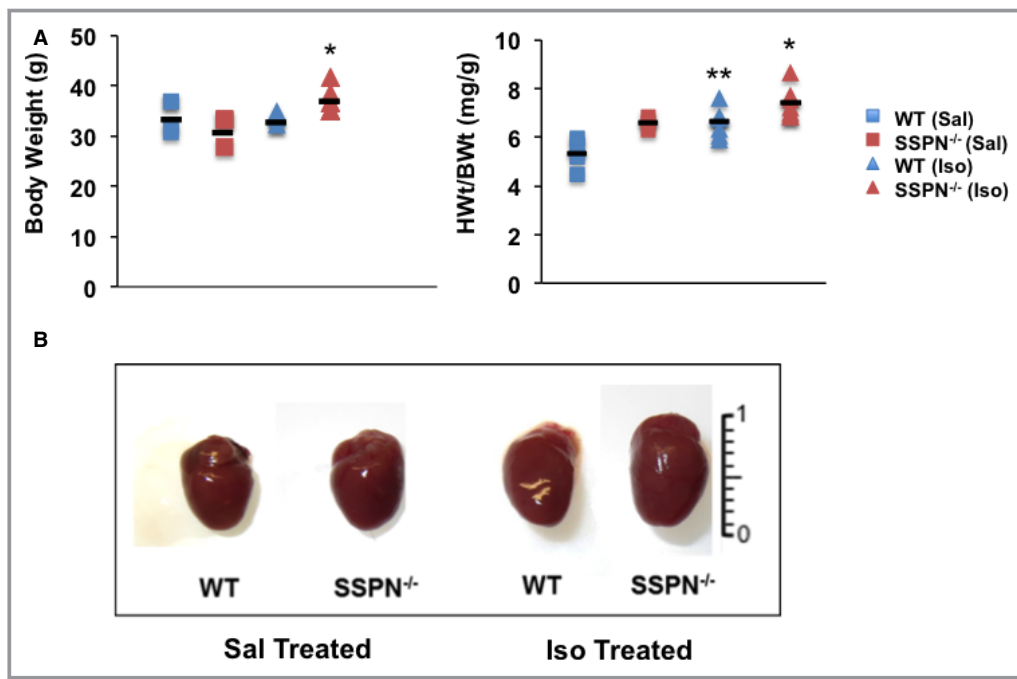 A
Body Weight (g)
50
40
30
20
10
0
*
HWt/BWt (mg/g)
10
8
6
4
2
0
**
*
WT (Sal)
SSPN-/- (Sal)
WT (Iso)
SSPN-/- (Iso)
B
1
0
WT
SSPN-/-
WT
SSPN-/-
Sal Treated
Iso Treated